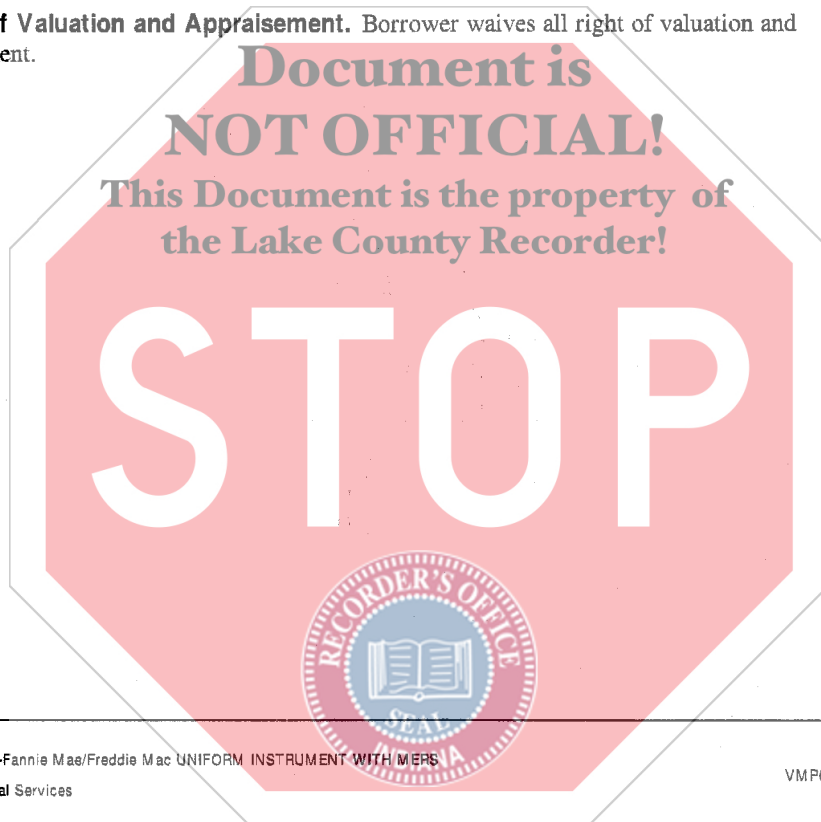 f Valuation and Appraisement. Borrower waives all right of valuation and
ent.
Document is
NOT OFFICIAL!
This Document is the property of
the Lake County Recorder!
STOP
RECORDER'S OFFICE
SEAL
INDIANA
-Fannie Mae/Freddie Mac UNIFORM INSTRUMENT WITH MERS
VMP
al Services